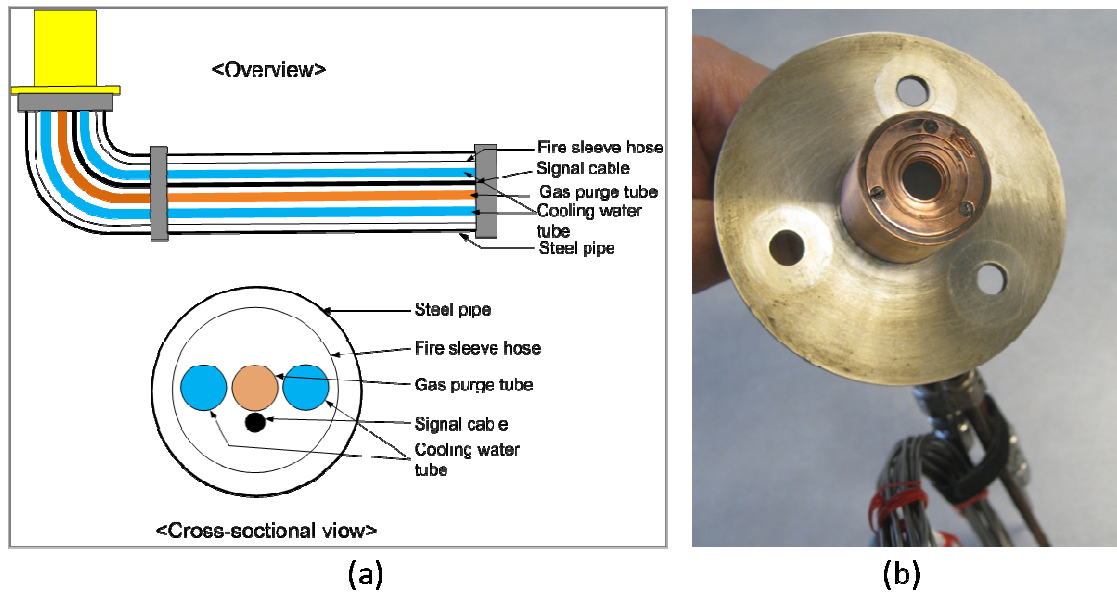 <Overview>
Fire sleeve hose
Signal cable
Gas purge tube
Cooling water
tube
Steel pipe
Steel pipe
Fire sleeve hose
Gas purge tube
Signal cable
Cooling water
tube
<Cross-sectional view>
(a)
(b)